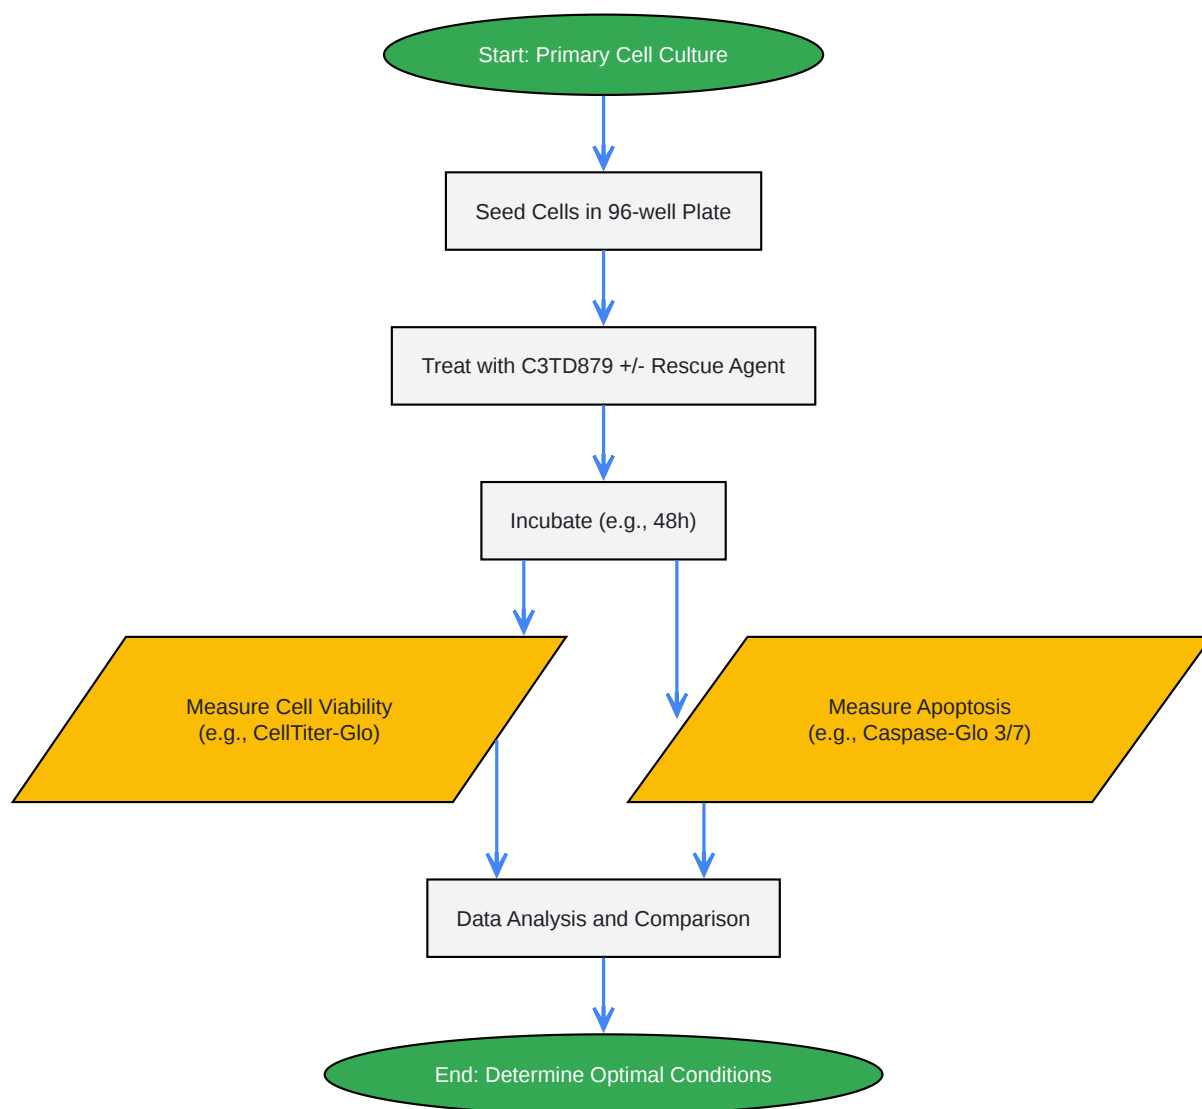 Start: Primary Cell Culture
Seed Cells in 96-well Plate
Treat with C3TD879 +/- Rescue Agent
Incubate (e.g., 48h)
Measure Cell Viability
(e.g., CellTiter-Glo)
Measure Apoptosis
(e.g., Caspase-Glo 3/7)
Data Analysis and Comparison
End: Determine Optimal Conditions